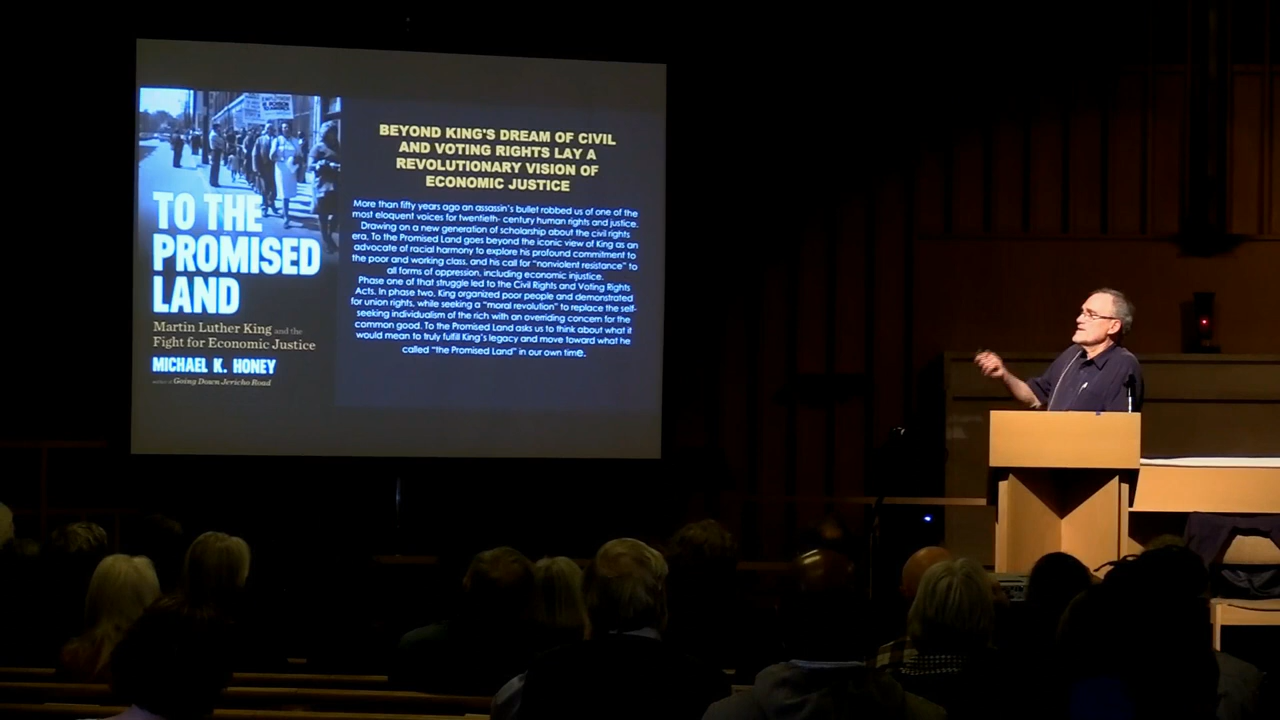 TO THE
PROMISED
LAND
Martin Luther King and the
Fight for Economic Justice
MICHAEL K. HONEY
author of Going Down Jericho Road
BEYOND KING'S DREAM OF CIVIL
AND VOTING RIGHTS LAY A
REVOLUTIONARY VISION OF
ECONOMIC JUSTICE
More than fifty years ago an assassin's bullet robbed us of one of the
most eloquent voices for twentieth- century human rights and justice.
Drawing on a new generation of scholarship about the civil rights
era, To the Promised Land goes beyond the iconic view of King as an
advocate of racial harmony to explore his profound commitment to
the poor and working class, and his call for "nonviolent resistance" to
all forms of oppression, including economic injustice.
Phase one of that struggle led to the Civil Rights and Voting Rights
Acts. In phase two, King organized poor people and demonstrated
for union rights, while seeking a "moral revolution" to replace the self-
seeking individualism of the rich with an overriding concern for the
common good. To the Promised Land asks us to think about what it
would mean to truly fulfill King's legacy and move toward what he
called "the Promised Land" in our own time.